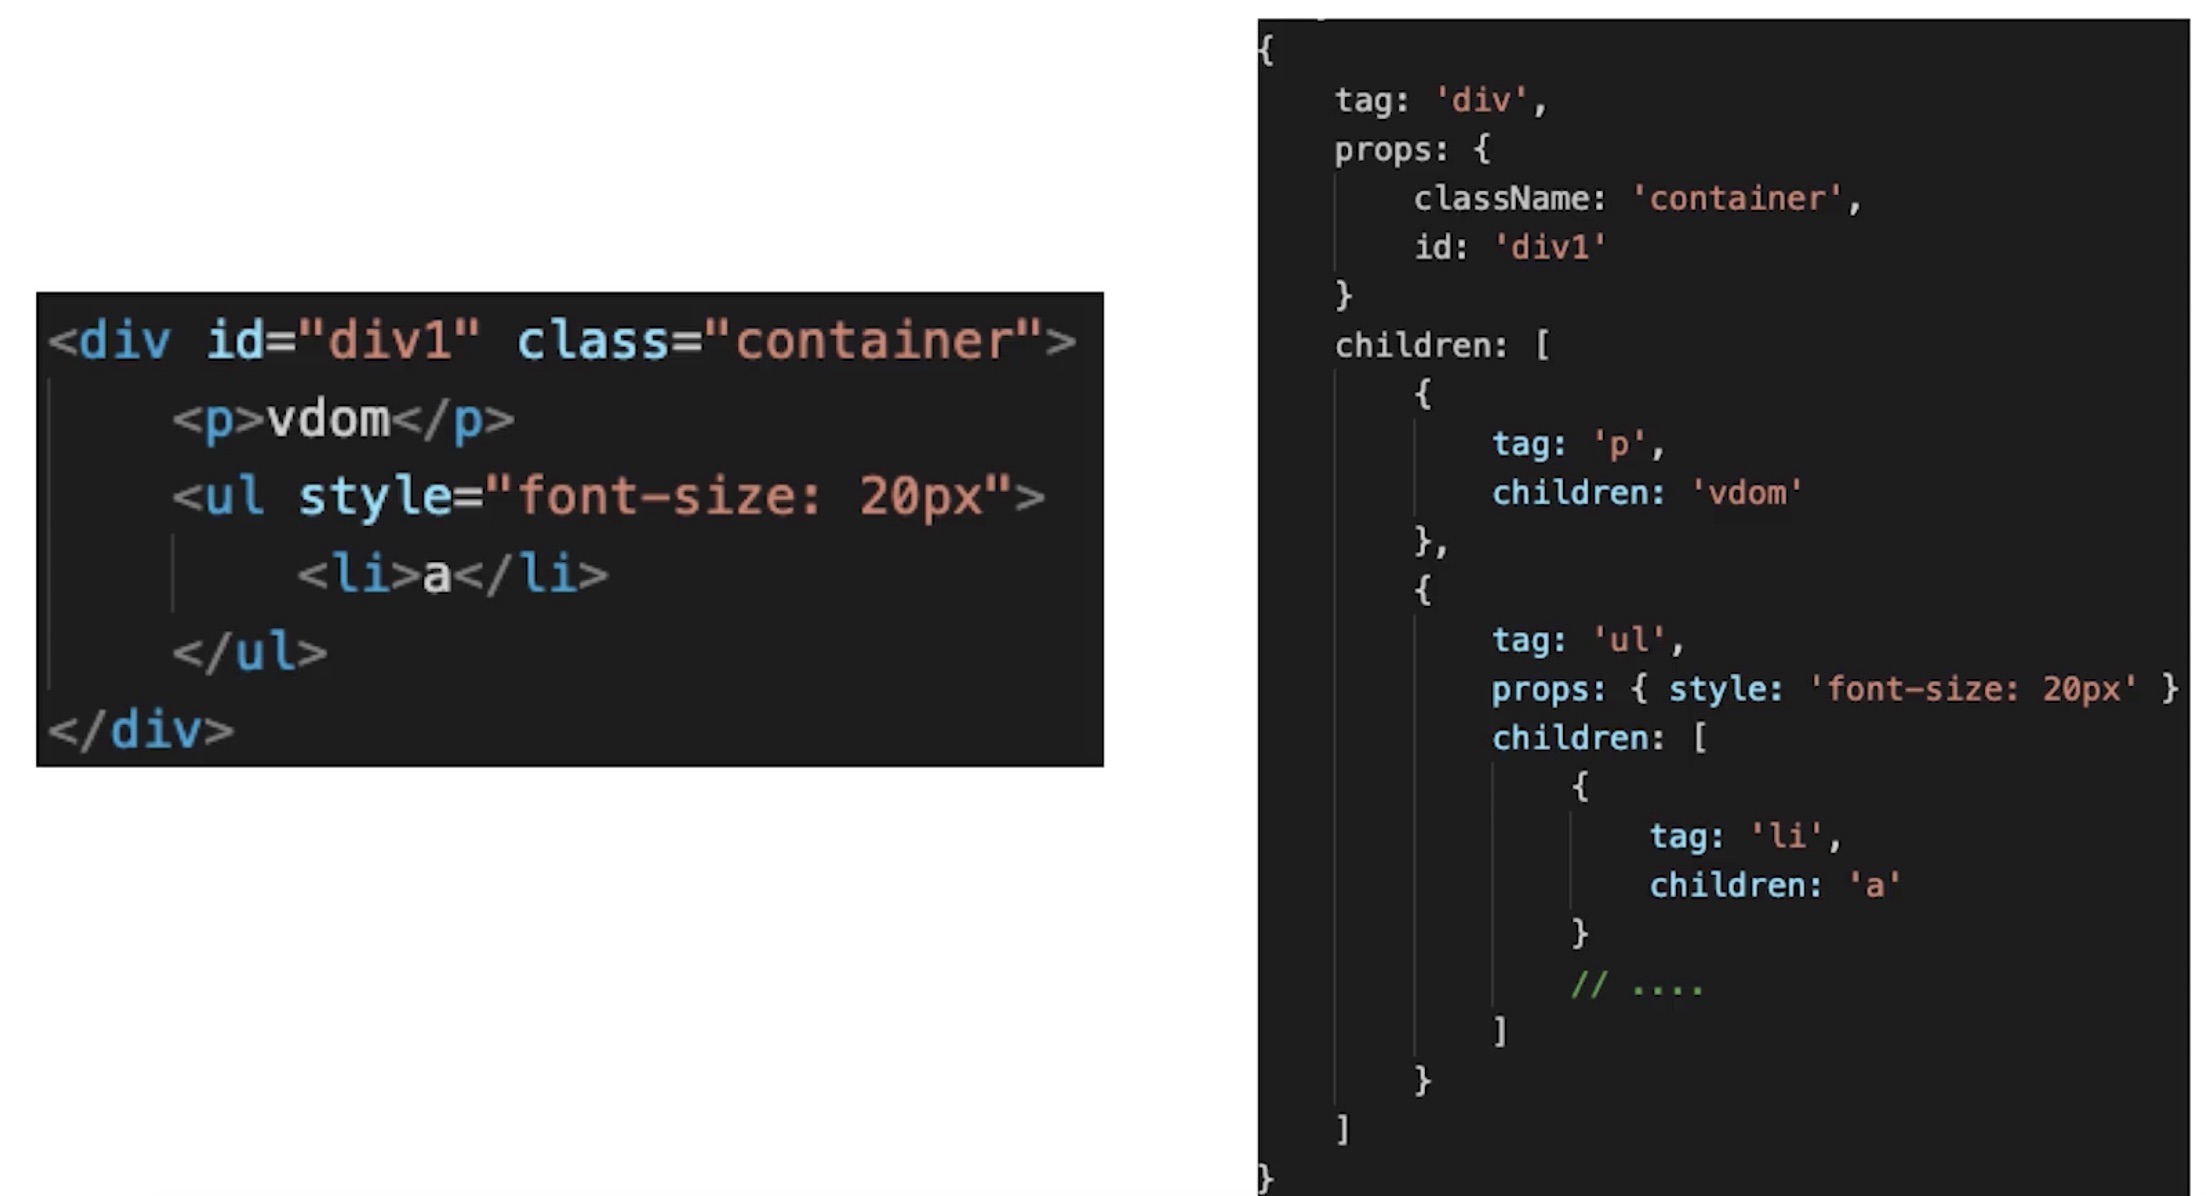 <div id="div1" class="container">
    <p>vdom</p>
    <ul style="font-size: 20px">
        <li>a</li>
    </ul>
</div>
{
    tag: 'div',
    props: {
        className: 'container',
        id: 'div1'
    }
    children: [
        {
            tag: 'p',
            children: 'vdom'
        },
        {
            tag: 'ul',
            props: { style: 'font-size: 20px' }
            children: [
                {
                    tag: 'li',
                    children: 'a'
                }
                // ....
            ]
        }
    ]
}